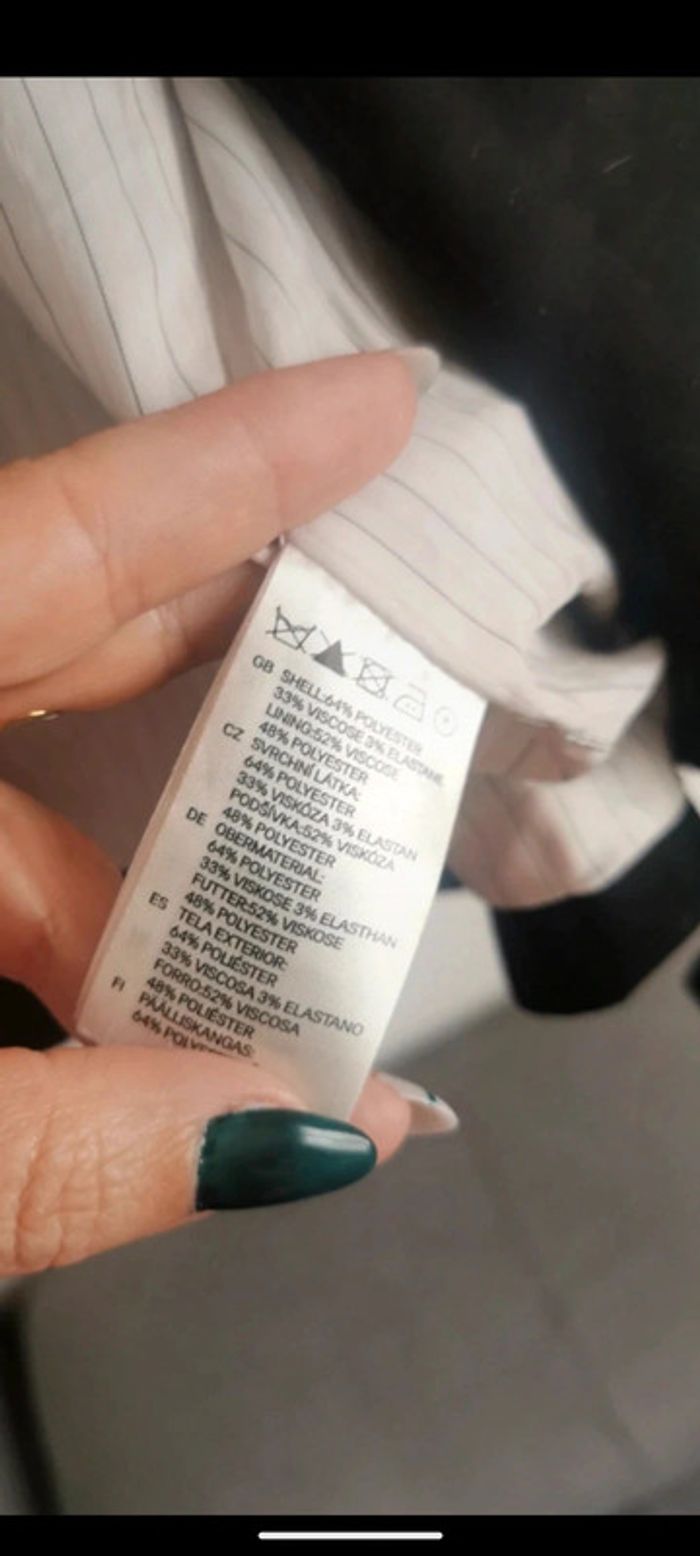 GB SHELL:64% POLYESTER
33% VISCOSE 3% ELASTANE
LINING:52% VISCOSE
48% POLYESTER
CZ SVRCHNÍ LÁTKA:
64% POLYESTER
33% VISKÓZA 3% ELASTAN
PODŠÍVKA:52% VISKÓZA
48% POLYESTER
DE OBERMATERIAL:
64% POLYESTER
33% VISKOSE 3% ELASTHAN
FUTTER:52% VISKOSE
48% POLYESTER
ES TELA EXTERIOR:
64% POLIÉSTER
33% VISCOSA 3% ELASTANO
FORRO:52% VISCOSA
48% POLIÉSTER
FI PÄÄLLISKANGAS:
64%